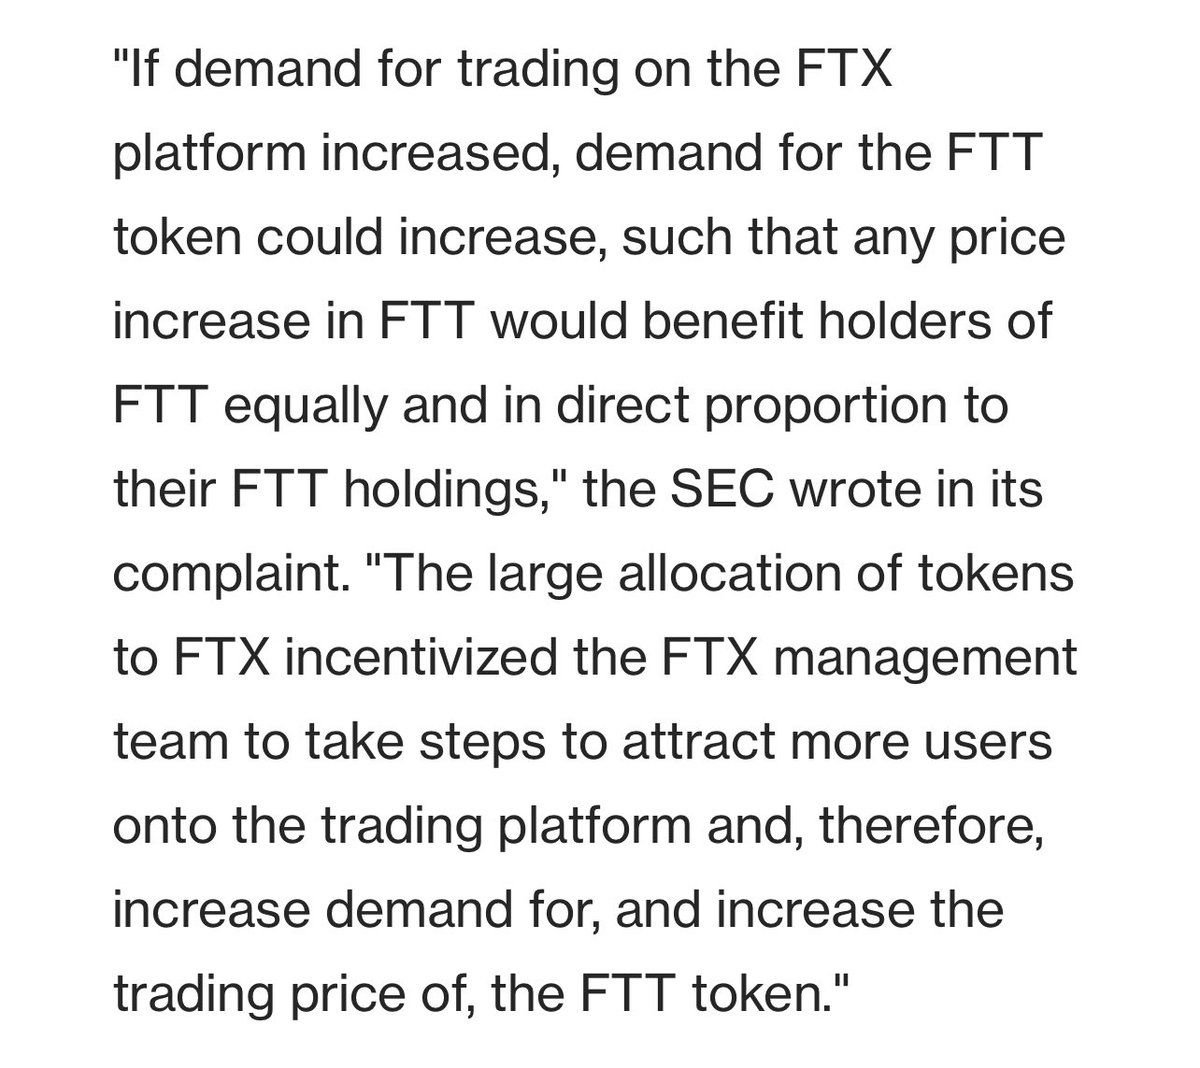 "If demand for trading on the FTX
platform increased, demand for the FTT
token could increase, such that any price
increase in FTT would benefit holders of
FTT equally and in direct proportion to
their FTT holdings," the SEC wrote in its
complaint. "The large allocation of tokens
to FTX incentivized the FTX management
team to take steps to attract more users
onto the trading platform and, therefore,
increase demand for, and increase the
trading price of, the FTT token."